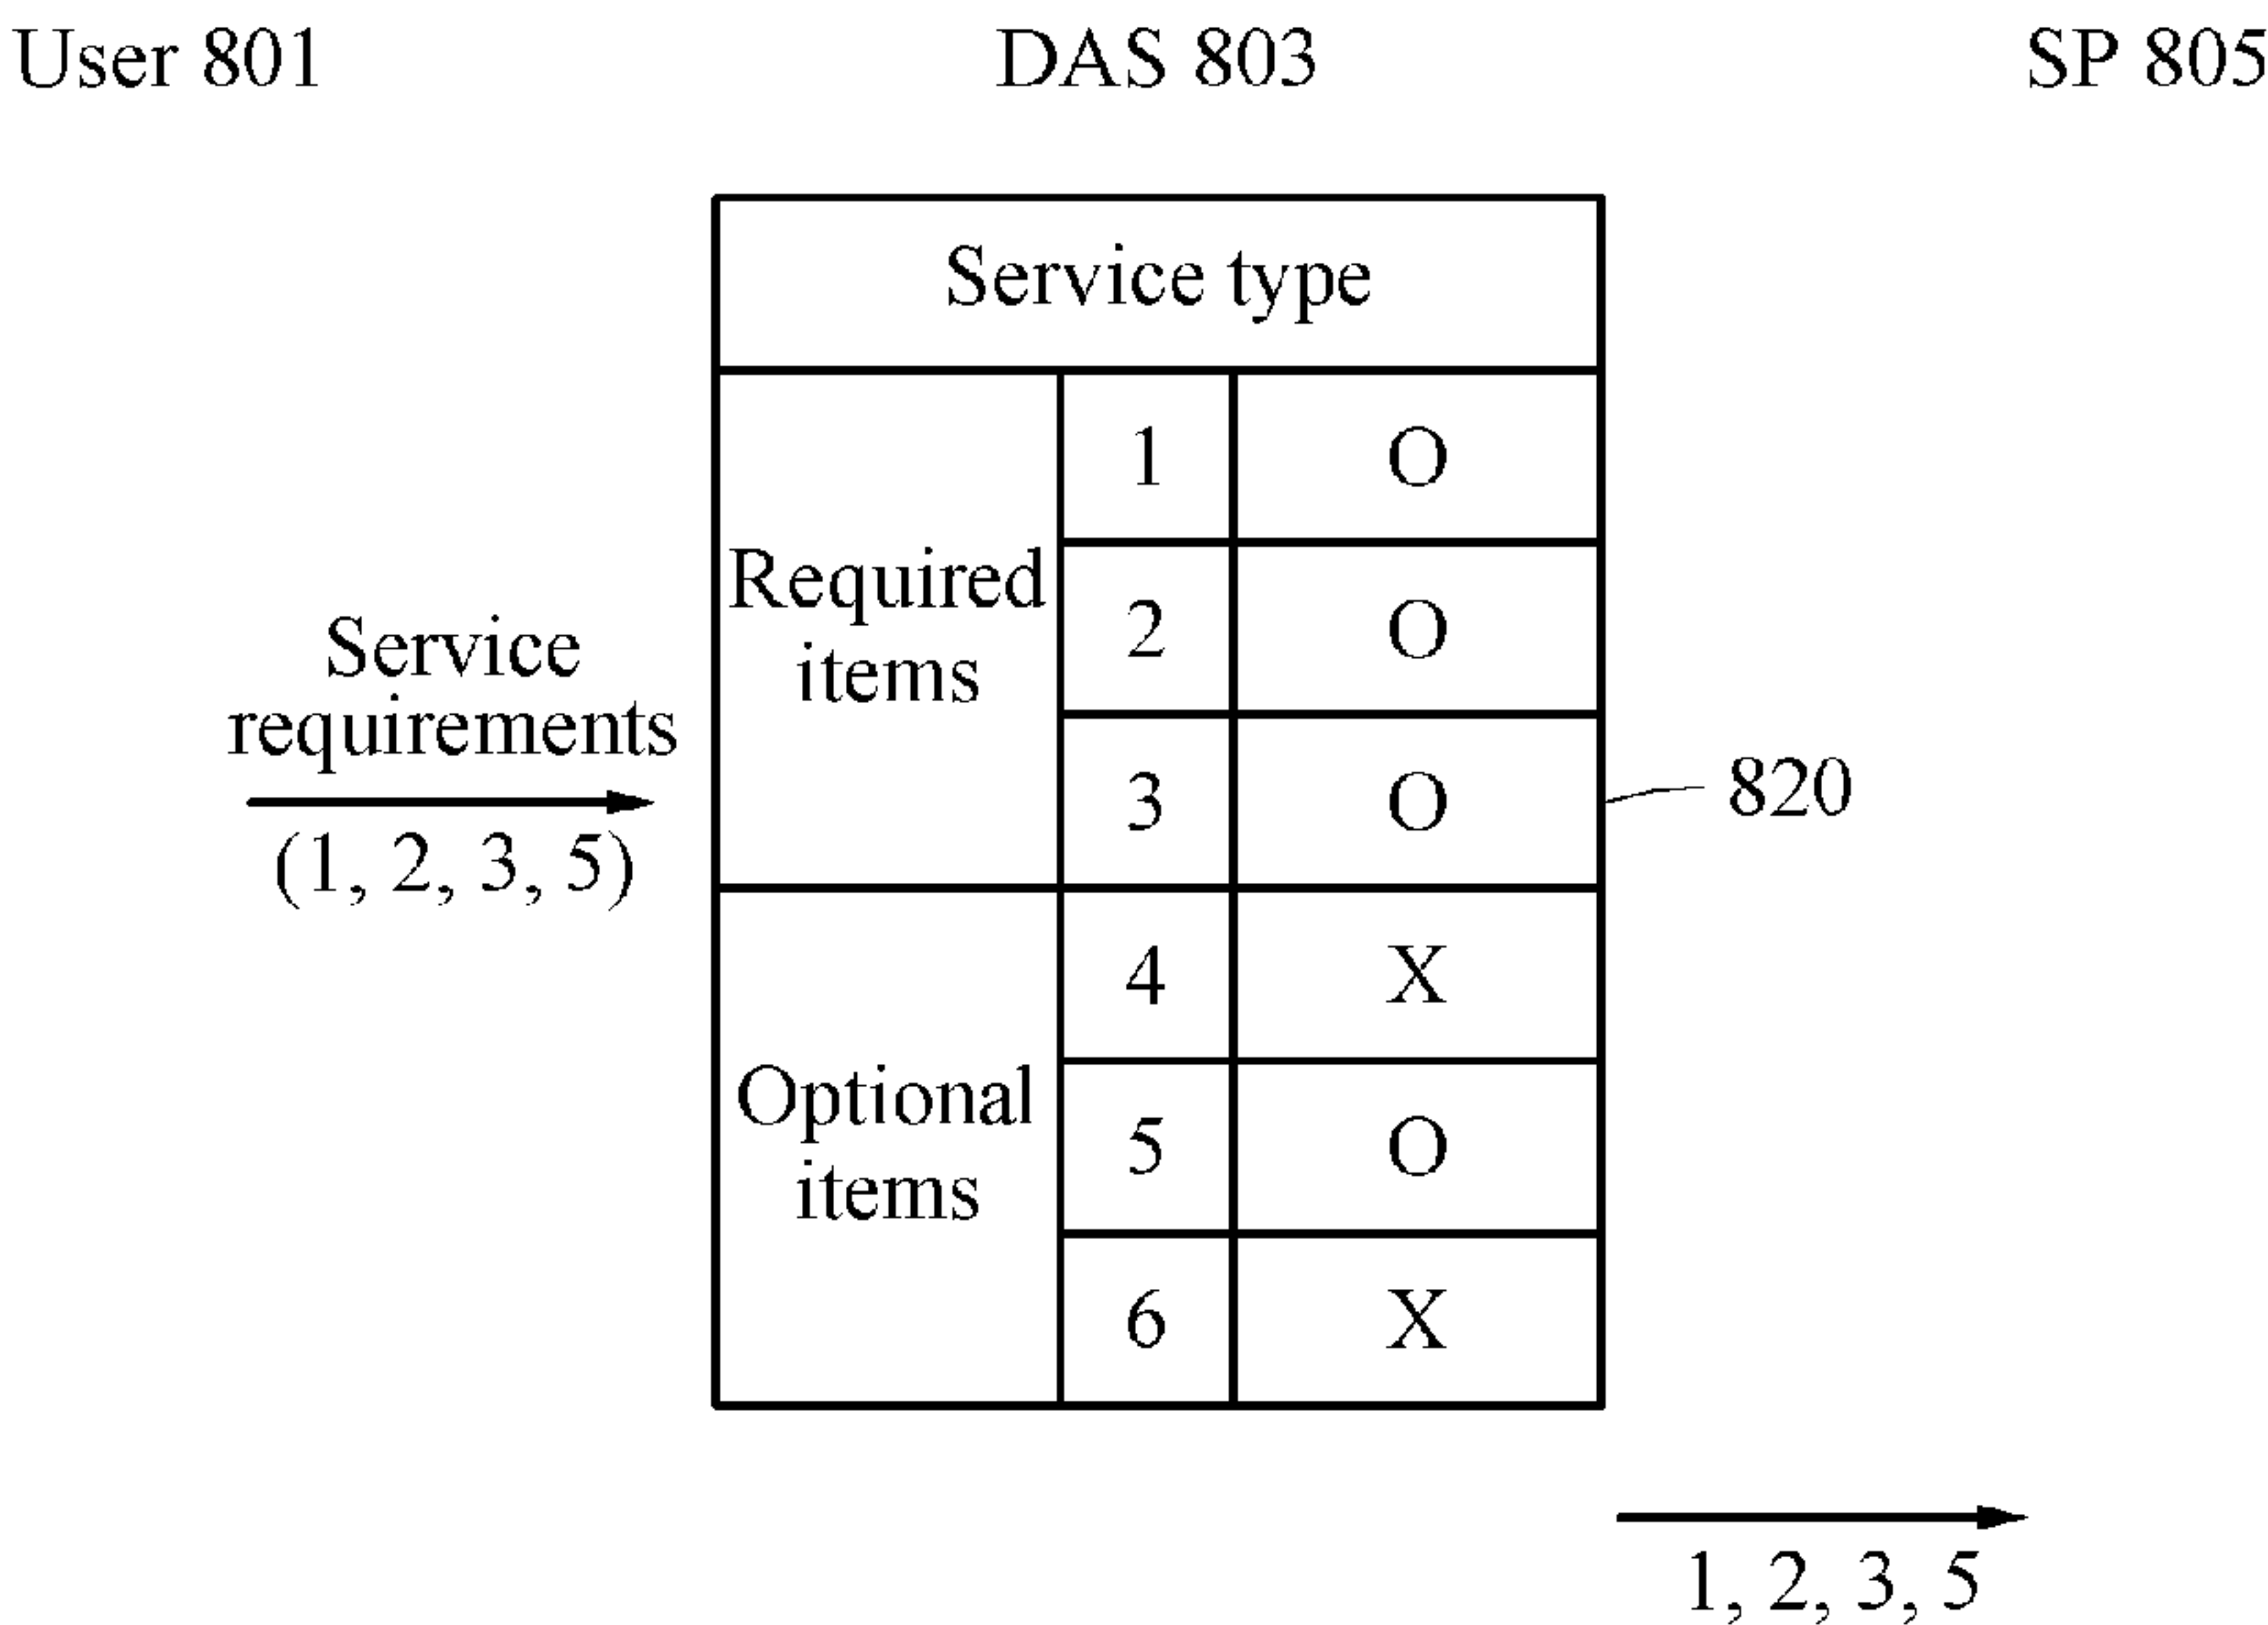 User 801 DAS 803 SP 805
Service type
Required
items
1 O
2 O
3 O
Optional
items
4 X
5 O
6 X
Service
requirements
(1, 2, 3, 5)
820
1, 2, 3, 5